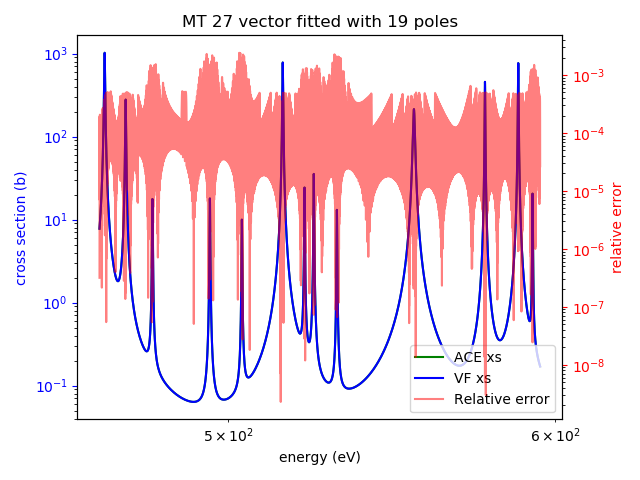 MT 27 vector fitted with 19 poles
10³
10²
10¹
10⁰
10⁻¹
cross section (b)
10⁻³
10⁻⁴
10⁻⁵
10⁻⁶
10⁻⁷
10⁻⁸
relative error
ACE xs
VF xs
Relative error
5 × 10²
6 × 10²
energy (eV)